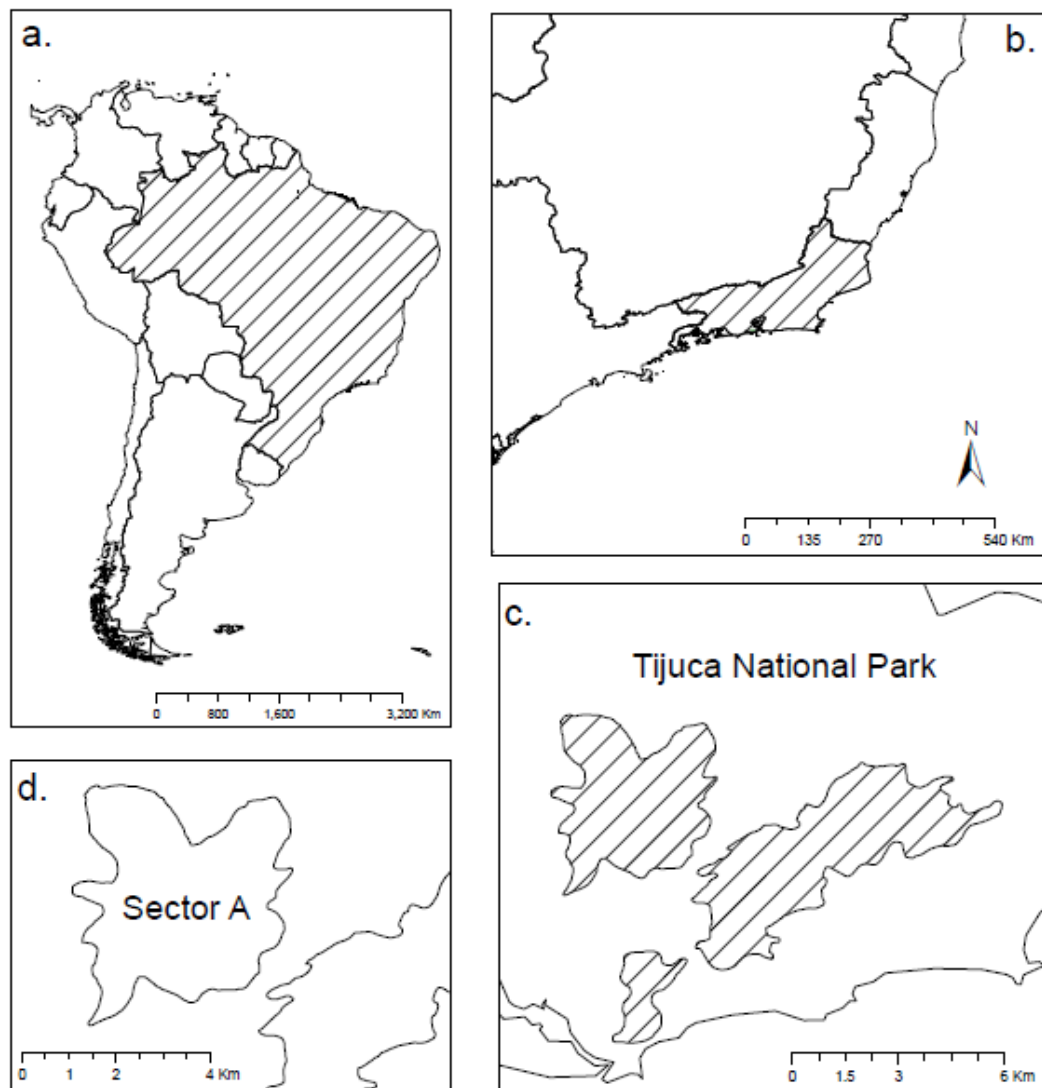 a.
0 800 1,600 3,200 Km
b.
N
0 135 270 540 Km
c.
Tijuca National Park
0 1.5 3 6 Km
d.
Sector A
0 1 2 4 Km